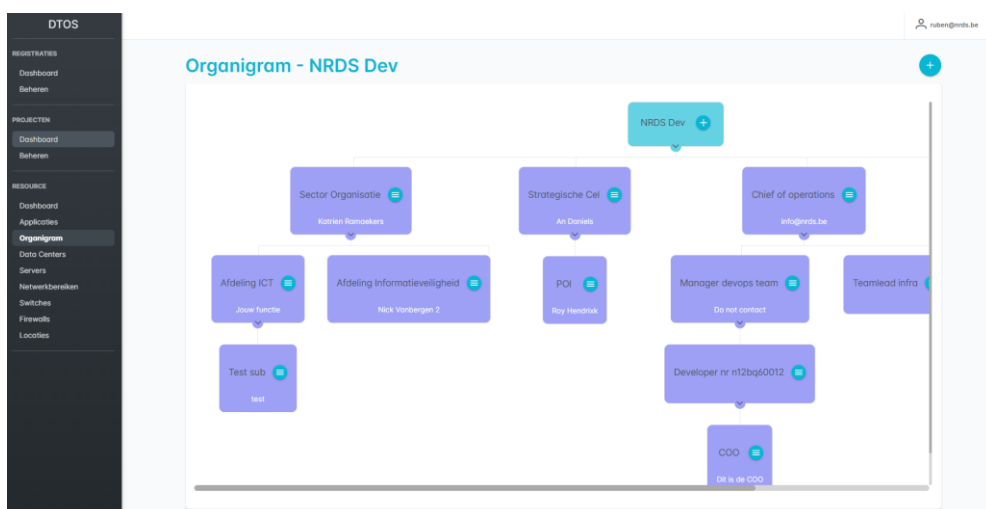 DTOS
ruben@nrds.be
REGISTRATIES
Dashboard
Beheren
PROJECTEN
Dashboard
Beheren
RESOURCE
Dashboard
Applicaties
Organigram
Data Centers
Servers
Netwerkbereiken
Switches
Firewalls
Locaties
Organigram - NRDS Dev
NRDS Dev
Sector Organisatie
Katrien Ramaekers
Strategische Cel
An Daniels
Chief of operations
info@nrds.be
Afdeling ICT
Jouw functie
Afdeling Informatieveiligheid
Nick Vanbergen 2
POI
Roy Hendrixk
Manager devops team
Do not contact
Teamlead infra
Test sub
test
Developer nr n12bq60012
COO
Dit is de COO